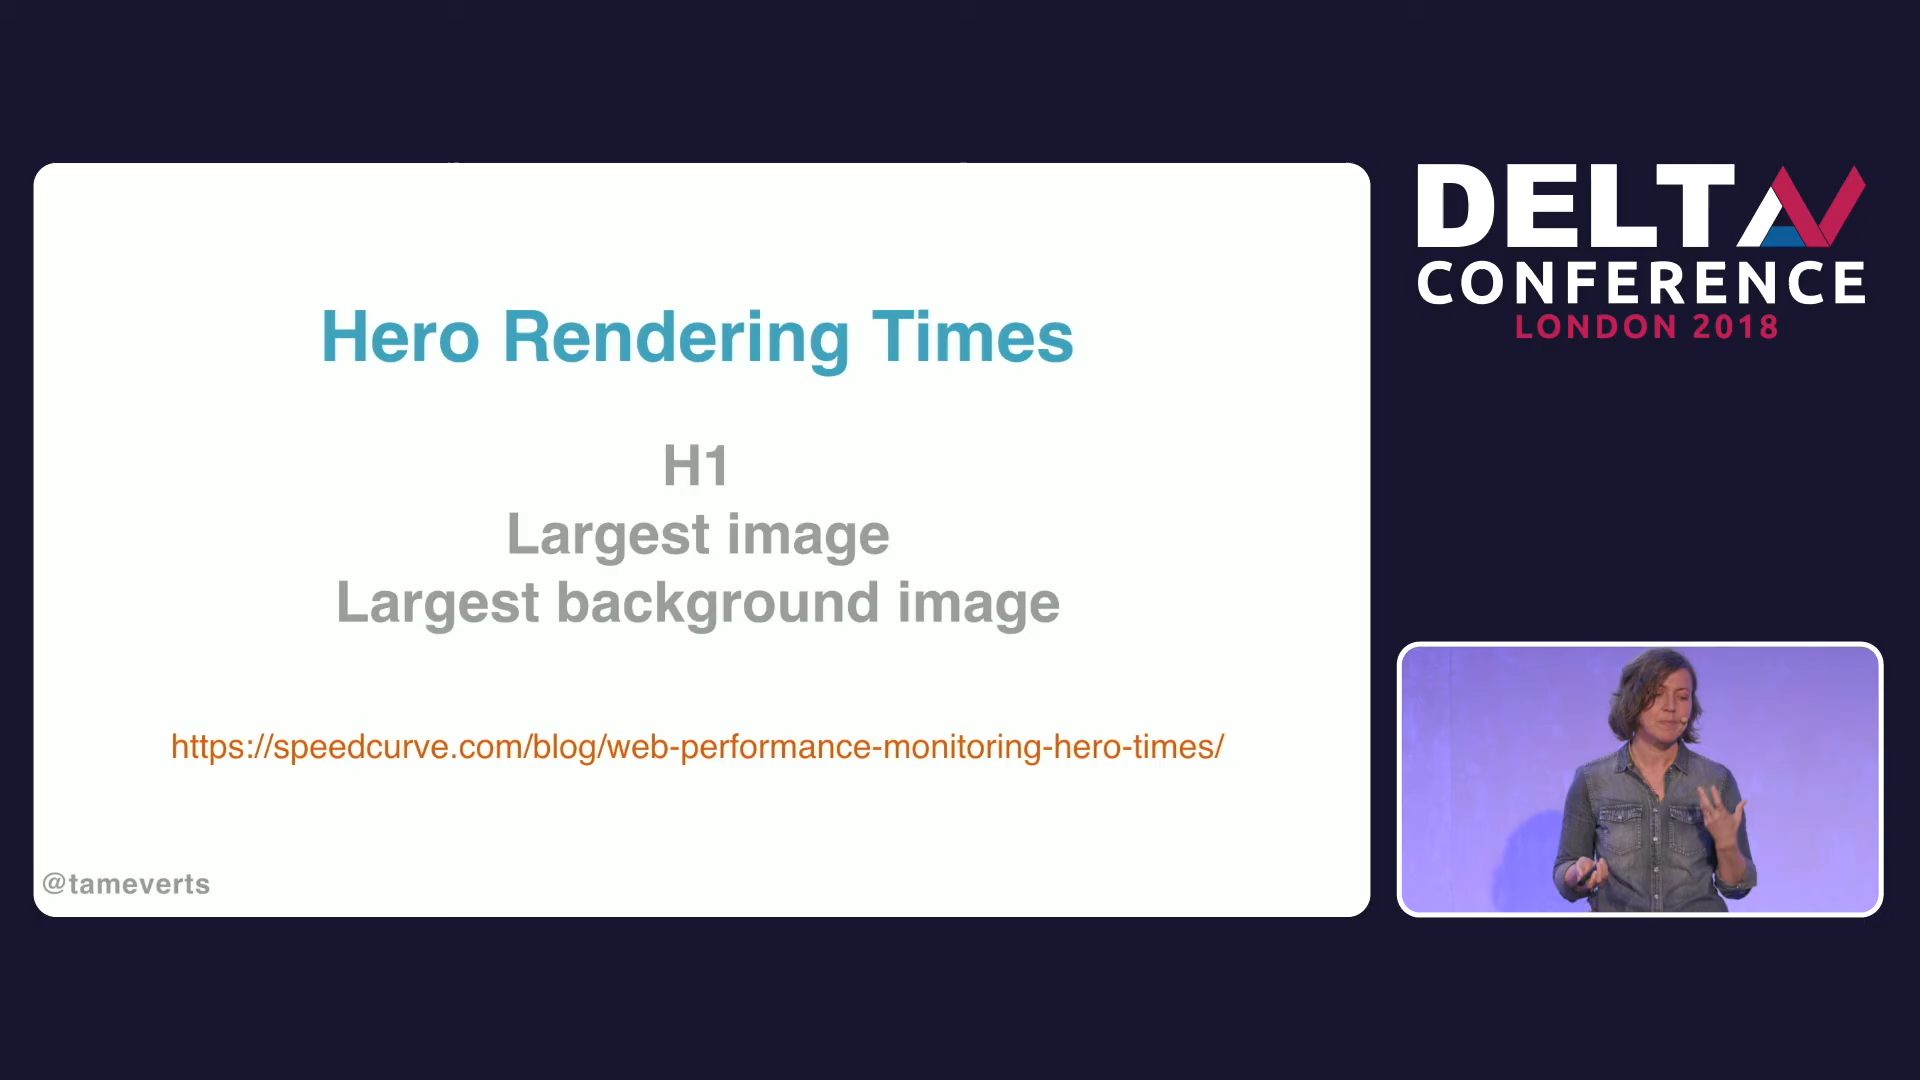 Hero Rendering Times
H1
Largest image
Largest background image
https://speedcurve.com/blog/web-performance-monitoring-hero-times/
@tameverts
DELTA V
CONFERENCE
LONDON 2018